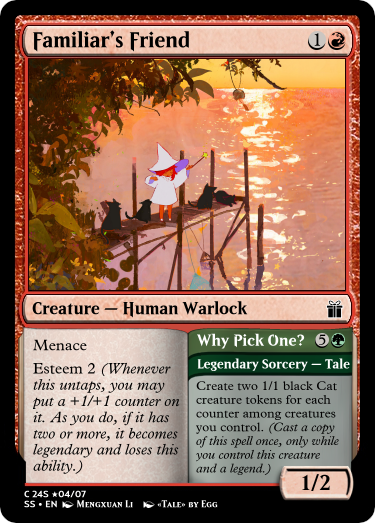 Familiar's Friend 1
Creature — Human Warlock
Menace
Esteem 2 (Whenever
this untaps, you may
put a +1/+1 counter on
it. As you do, if it has
two or more, it becomes
legendary and loses this
ability.)
Why Pick One? 5
Legendary Sorcery — Tale
Create two 1/1 black Cat
creature tokens for each
counter among creatures
you control. (Cast a copy
of this spell once, only while
you control this creature
and a legend.)
1/2
C 24S ★04/07
SS • EN Mengxuan Li «Tale» by Egg